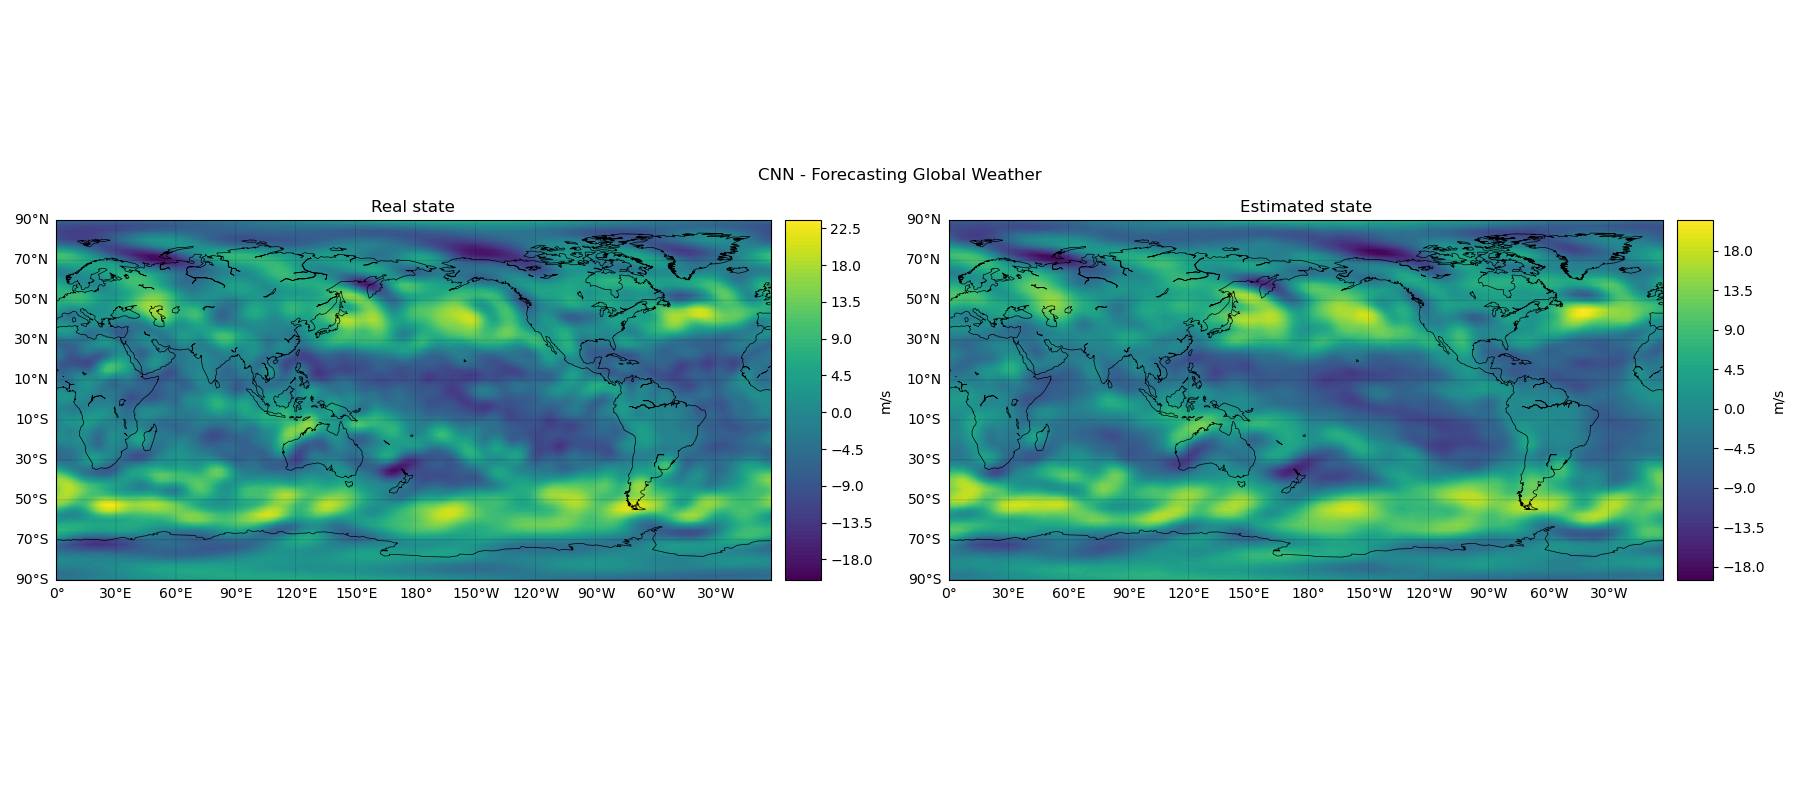 CNN - Forecasting Global Weather
Real state
90°N
70°N
50°N
30°N
10°N
10°S
30°S
50°S
70°S
90°S
0° 30°E 60°E 90°E 120°E 150°E 180° 150°W 120°W 90°W 60°W 30°W
22.5
18.0
13.5
9.0
4.5
0.0
−4.5
−9.0
−13.5
−18.0
m/s
Estimated state
90°N
70°N
50°N
30°N
10°N
10°S
30°S
50°S
70°S
90°S
0° 30°E 60°E 90°E 120°E 150°E 180° 150°W 120°W 90°W 60°W 30°W
18.0
13.5
9.0
4.5
0.0
−4.5
−9.0
−13.5
−18.0
m/s